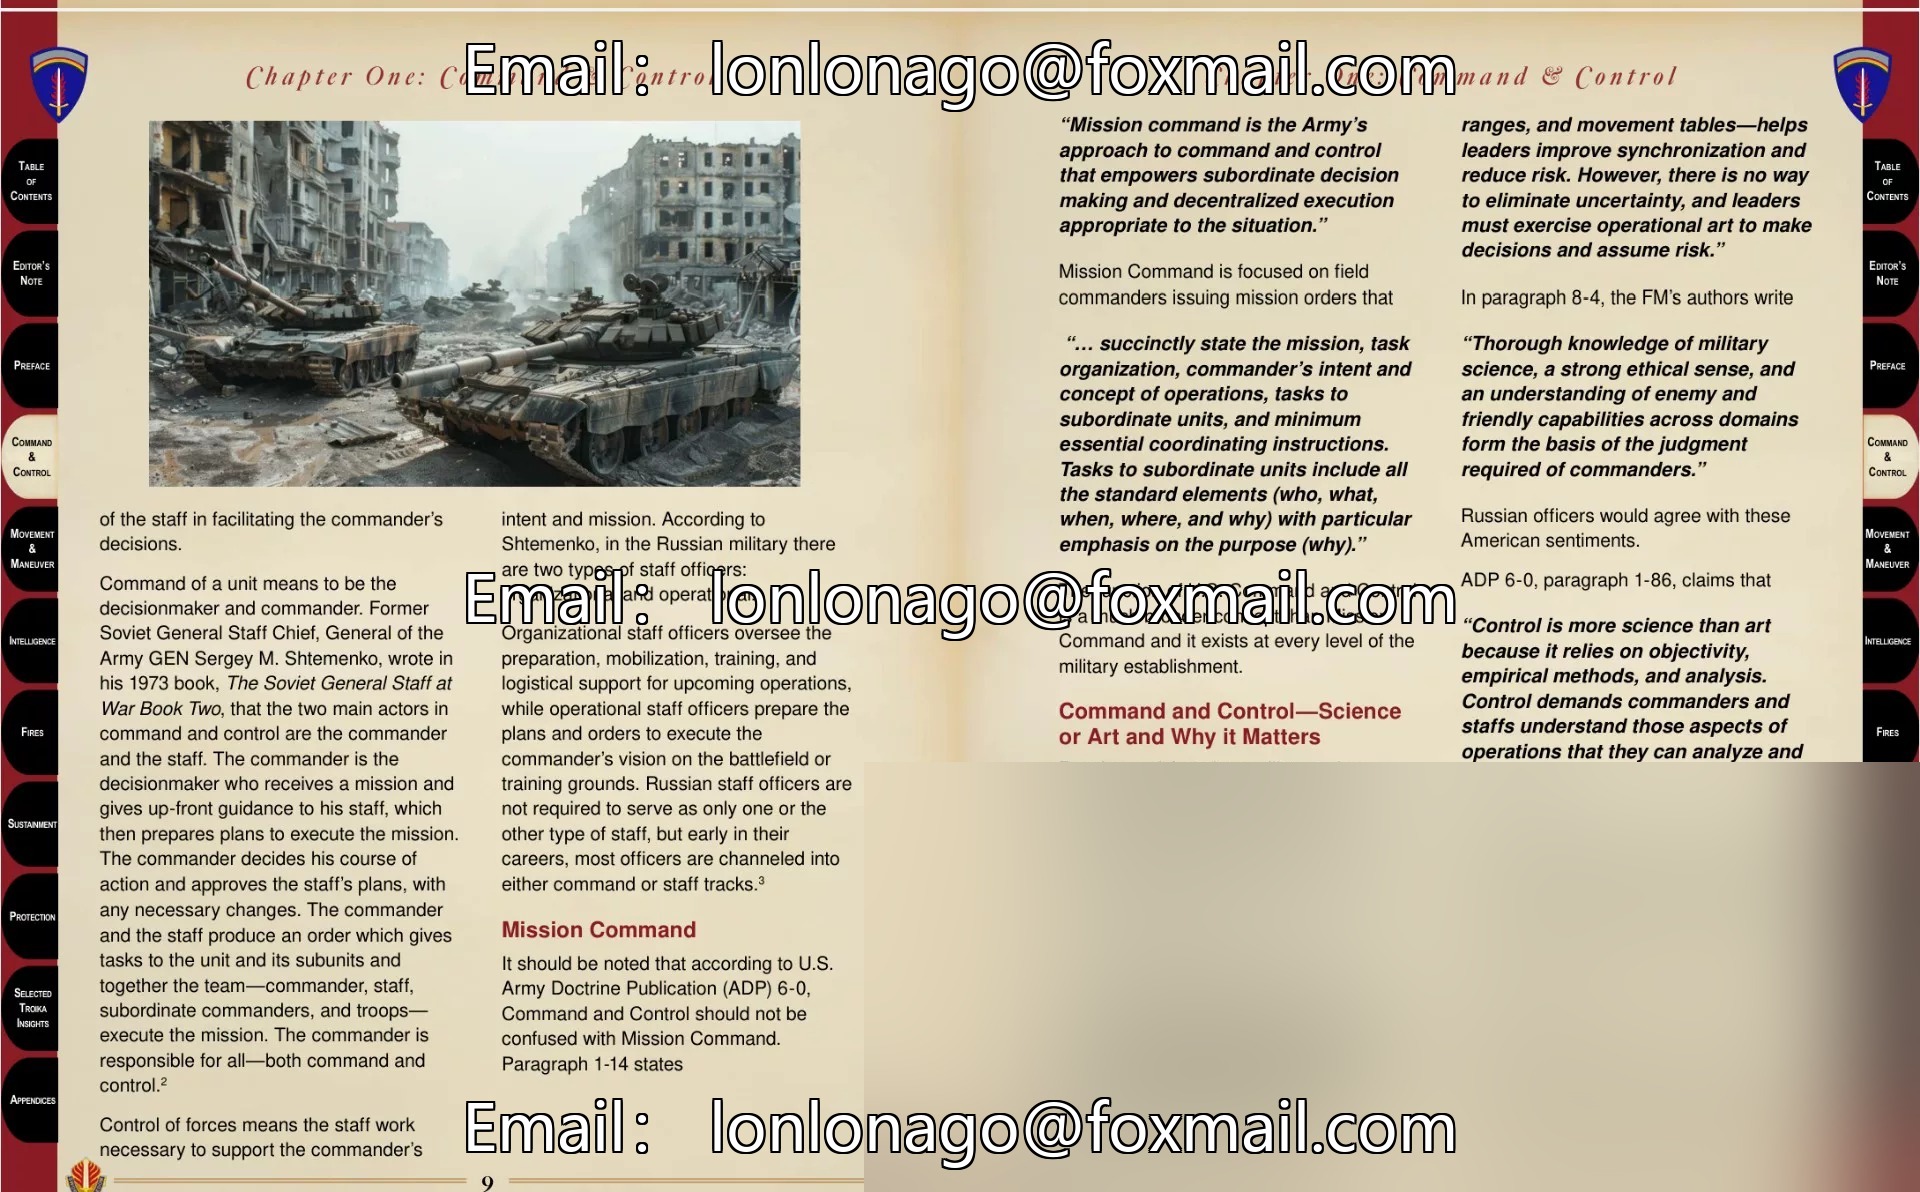 Email： lonlonago@foxmail.com
Chapter One: Command & Control
Chapter One: Command & Control
TABLE
OF
CONTENTS
EDITOR'S
NOTE
PREFACE
COMMAND
&
CONTROL
MOVEMENT
&
MANEUVER
INTELLIGENCE
FIRES
SUSTAINMENT
PROTECTION
SELECTED
TROIKA
INSIGHTS
APPENDICES
of the staff in facilitating the commander's
decisions.
Command of a unit means to be the
decisionmaker and commander. Former
Soviet General Staff Chief, General of the
Army GEN Sergey M. Shtemenko, wrote in
his 1973 book, The Soviet General Staff at
War Book Two, that the two main actors in
command and control are the commander
and the staff. The commander is the
decisionmaker who receives a mission and
gives up-front guidance to his staff, which
then prepares plans to execute the mission.
The commander decides his course of
action and approves the staff's plans, with
any necessary changes. The commander
and the staff produce an order which gives
tasks to the unit and its subunits and
together the team—commander, staff,
subordinate commanders, and troops—
execute the mission. The commander is
responsible for all—both command and
control.2
Control of forces means the staff work
necessary to support the commander's
intent and mission. According to
Shtemenko, in the Russian military there
are two types of staff officers:
organizational and operational.
Email： lonlonago@foxmail.com
Organizational staff officers oversee the
preparation, mobilization, training, and
logistical support for upcoming operations,
while operational staff officers prepare the
plans and orders to execute the
commander's vision on the battlefield or
training grounds. Russian staff officers are
not required to serve as only one or the
other type of staff, but early in their
careers, most officers are channeled into
either command or staff tracks.3
Mission Command
It should be noted that according to U.S.
Army Doctrine Publication (ADP) 6-0,
Command and Control should not be
confused with Mission Command.
Paragraph 1-14 states
9
“Mission command is the Army's
approach to command and control
that empowers subordinate decision
making and decentralized execution
appropriate to the situation.”
Mission Command is focused on field
commanders issuing mission orders that
“… succinctly state the mission, task
organization, commander's intent and
concept of operations, tasks to
subordinate units, and minimum
essential coordinating instructions.
Tasks to subordinate units include all
the standard elements (who, what,
when, where, and why) with particular
emphasis on the purpose (why).”
Command and Control
is a
Command and it exists at every level of the
military establishment.
Command and Control—Science
or Art and Why it Matters
ranges, and movement tables—helps
leaders improve synchronization and
reduce risk. However, there is no way
to eliminate uncertainty, and leaders
must exercise operational art to make
decisions and assume risk.”
In paragraph 8-4, the FM's authors write
“Thorough knowledge of military
science, a strong ethical sense, and
an understanding of enemy and
friendly capabilities across domains
form the basis of the judgment
required of commanders.”
Russian officers would agree with these
American sentiments.
ADP 6-0, paragraph 1-86, claims that
“Control is more science than art
because it relies on objectivity,
empirical methods, and analysis.
Control demands commanders and
staffs understand those aspects of
operations that they can analyze and
TABLE
OF
CONTENTS
EDITOR'S
NOTE
PREFACE
COMMAND
&
CONTROL
MOVEMENT
&
MANEUVER
INTELLIGENCE
FIRES
Email： lonlonago@foxmail.com